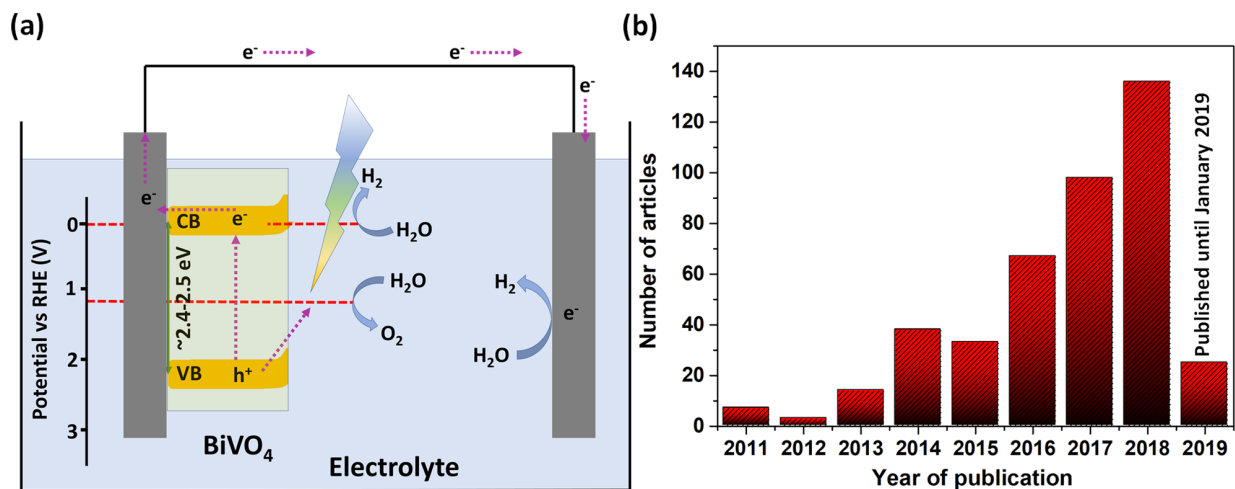 (a)
e⁻
e⁻
e⁻
e⁻
CB
e⁻
H₂
H₂O
H₂O
O₂
~2.4-2.5 eV
VB
h⁺
H₂
H₂O
e⁻
Potential vs RHE (V)
0
1
2
3
BiVO₄
Electrolyte
(b)
Number of articles
140
120
100
80
60
40
20
0
Published until January 2019
2011 2012 2013 2014 2015 2016 2017 2018 2019
Year of publication